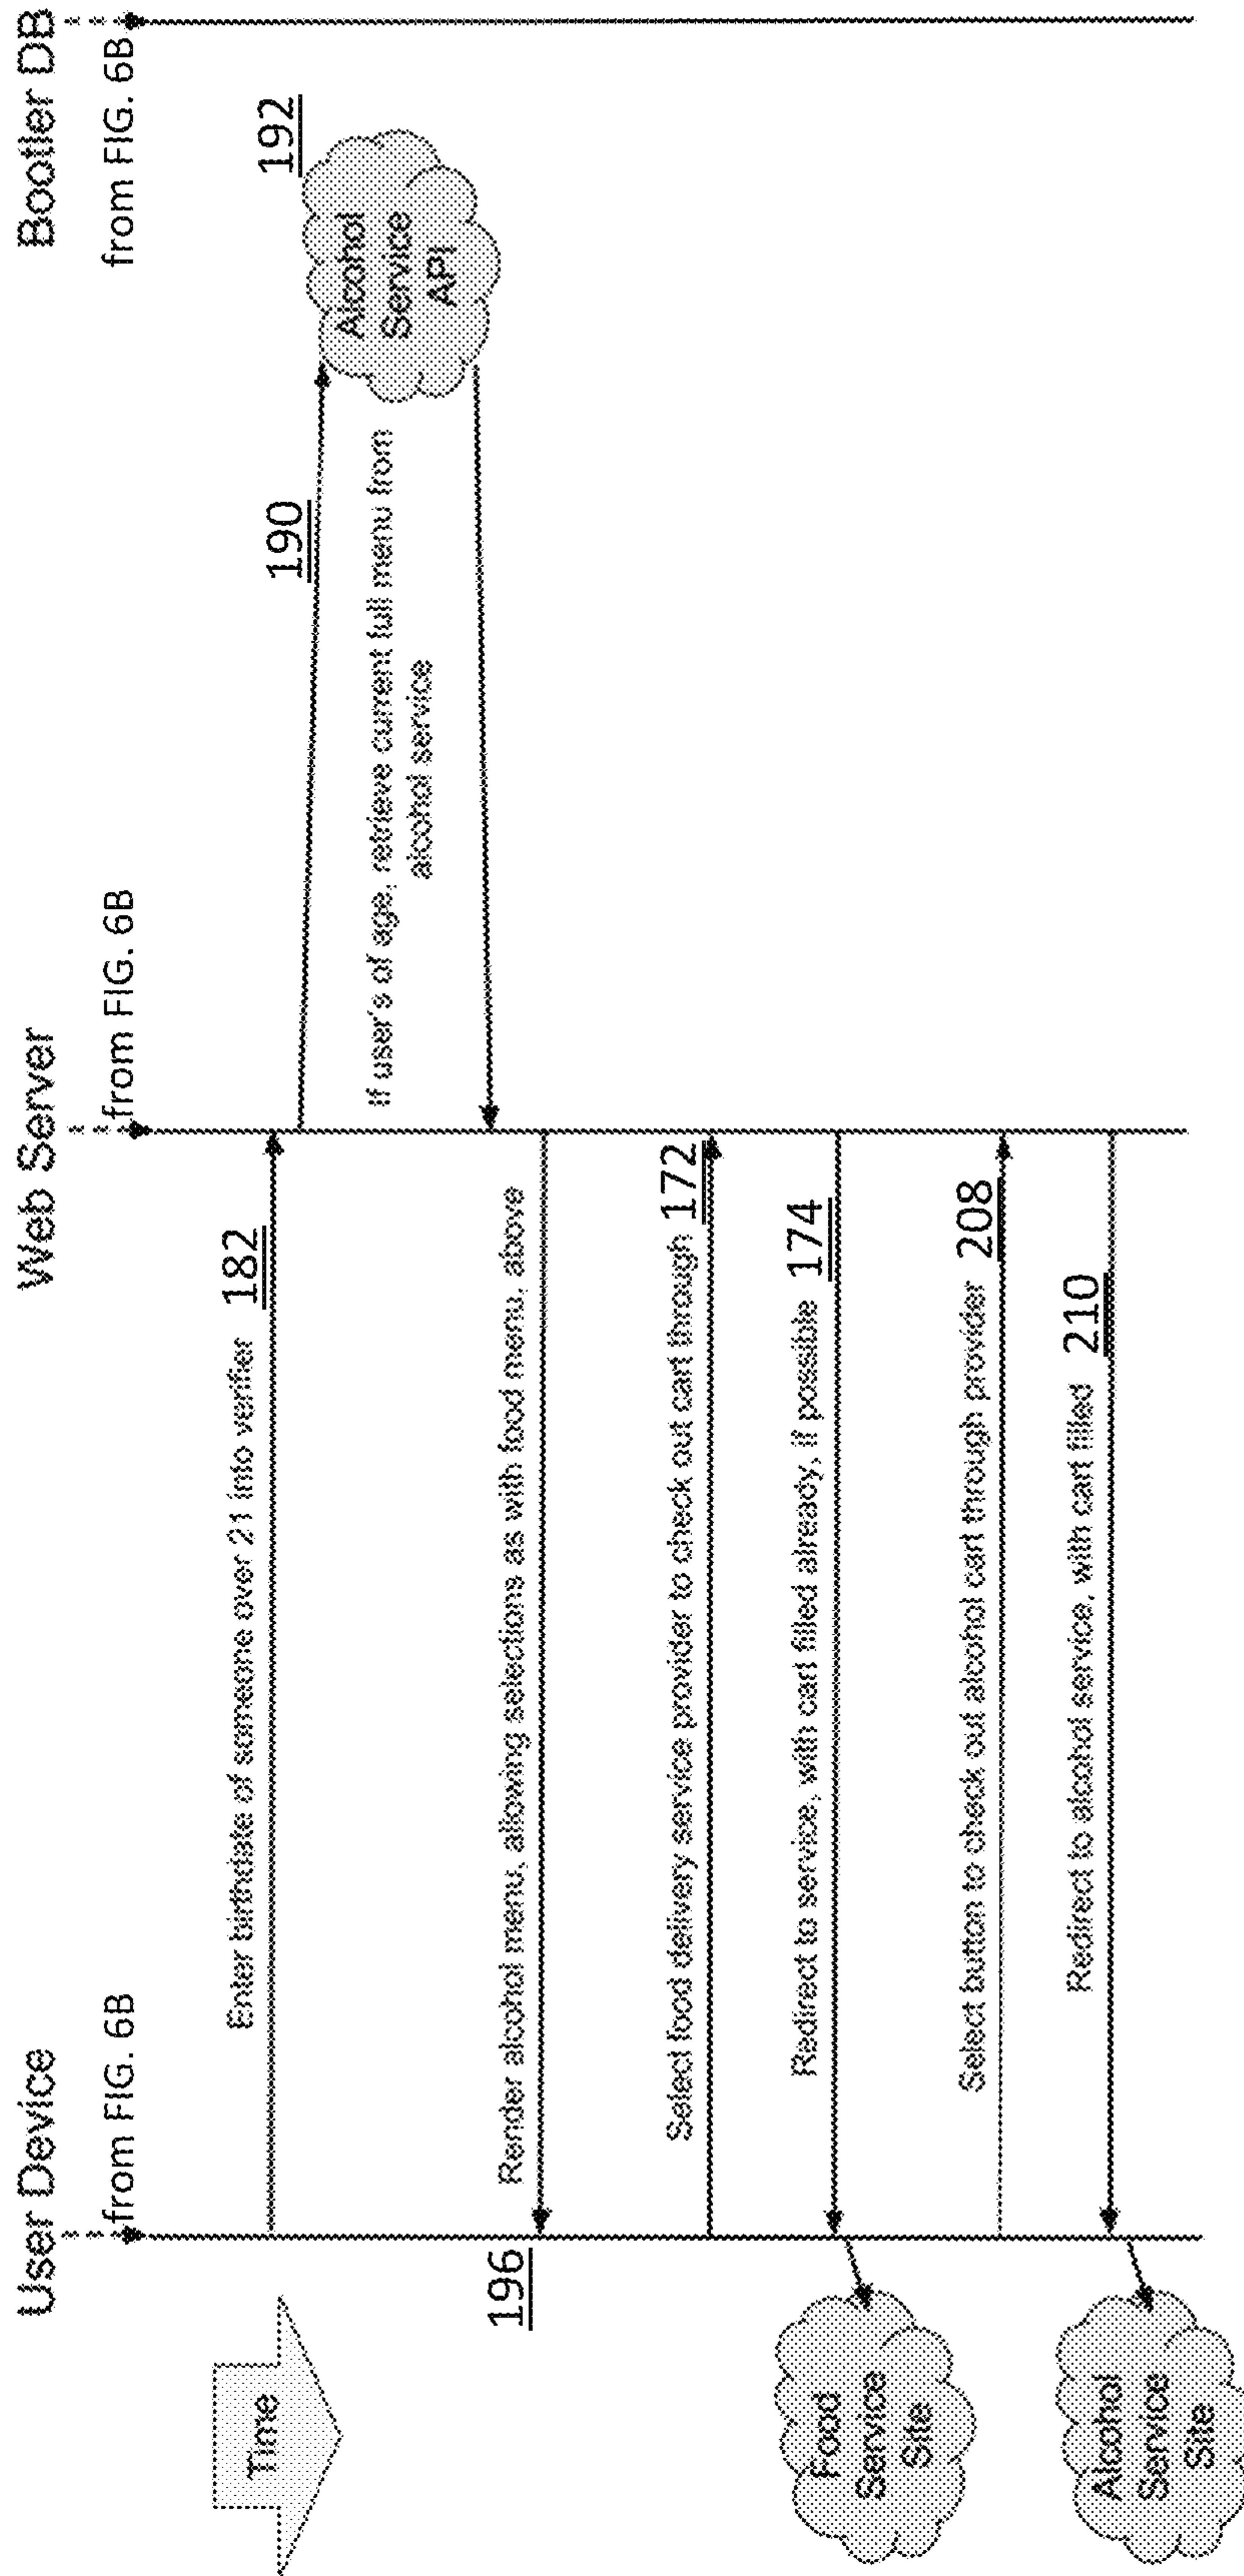 User Device
Web Server
Bootler DB
from FIG. 6B
from FIG. 6B
from FIG. 6B
Time
Enter birthdate of someone over 21 into verifier 182
190
192
If user's of age, retrieve current full menu from
alcohol service
Alcohol
Service
API
196
Render alcohol menu, allowing selections as with food menu, above
Select food delivery service provider to check out cart through 172
Redirect to service, with cart filled already, if possible 174
Food
Service
Site
Select button to check out alcohol cart through provider 208
Redirect to alcohol service, with cart filled 210
Alcohol
Service
Site